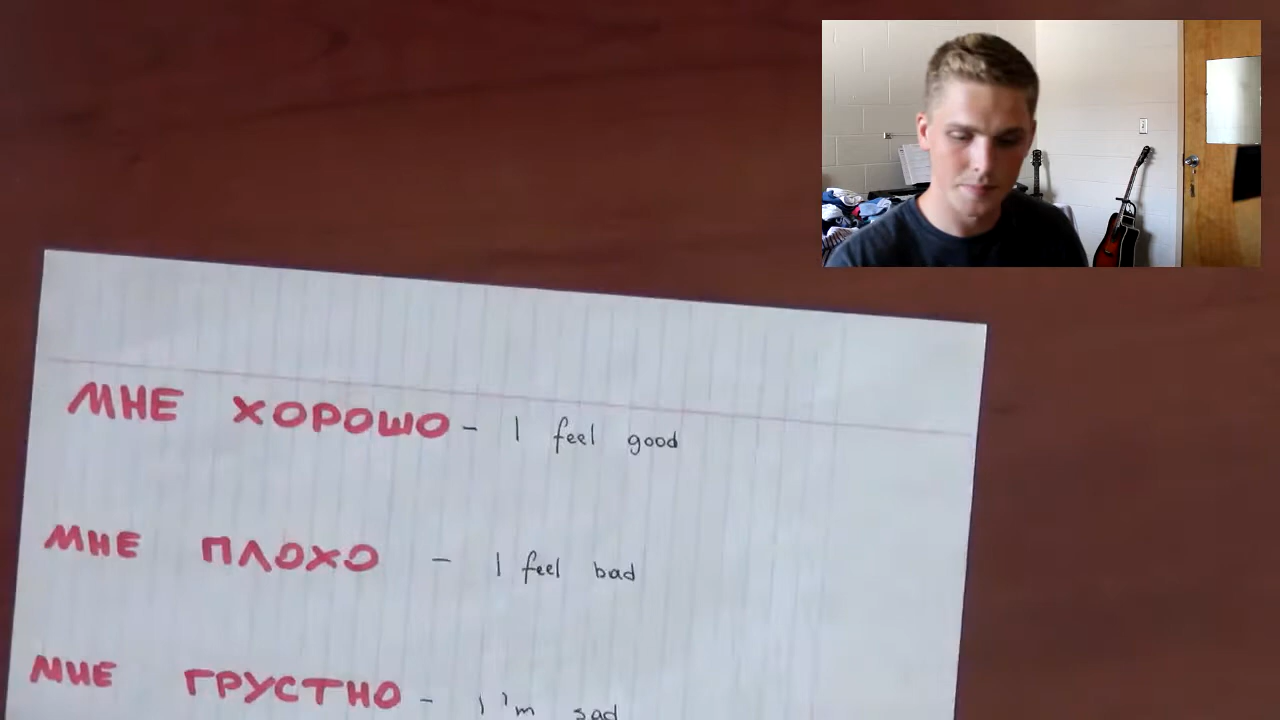 МНЕ ХОРОШО - I feel good
МНЕ ПЛОХО - I feel bad
МНЕ ГРУСТНО - I'm sad